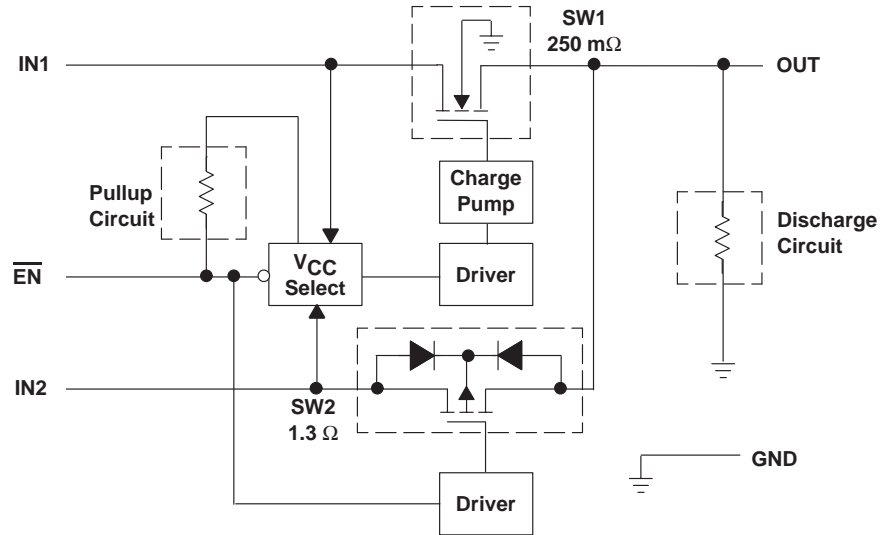 SW1
250 mΩ
IN1
OUT
Pullup
Circuit
Charge
Pump
Discharge
Circuit
EN
VCC
Select
Driver
IN2
SW2
1.3 Ω
GND
Driver